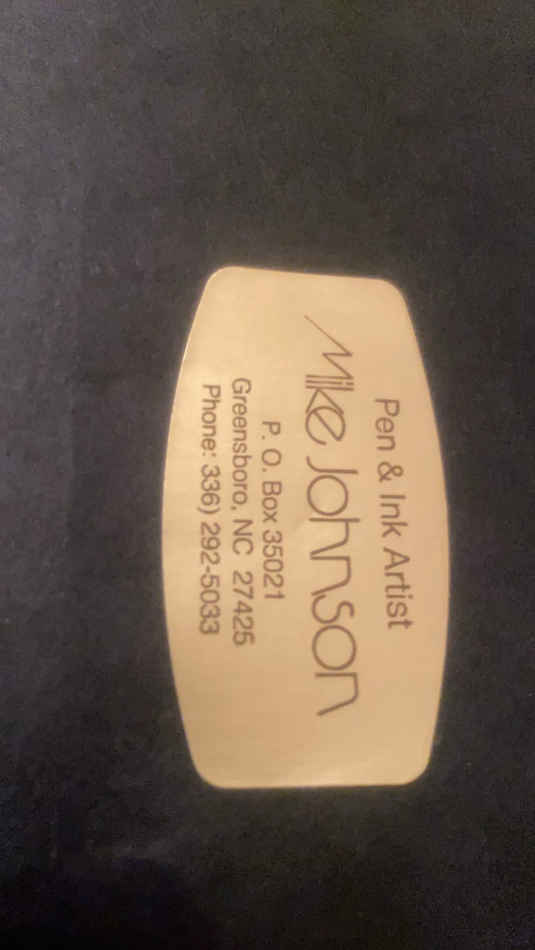 Pen & Ink Artist
Mike Johnson
P. O. Box 35021
Greensboro, NC 27425
Phone: 336) 292-5033